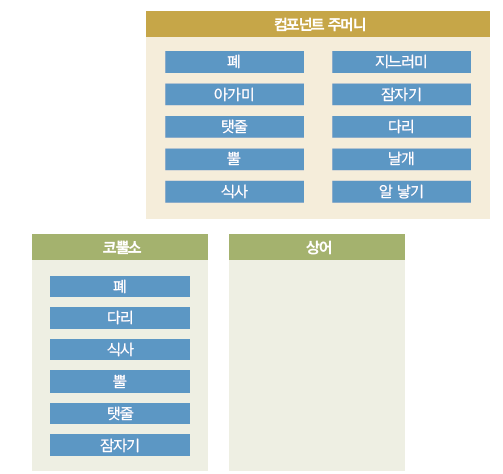 컴포넌트 주머니
폐 지느러미
아가미 잠자기
탯줄 다리
뿔 날개
식사 알 낳기
코뿔소
폐
다리
식사
뿔
탯줄
잠자기
상어